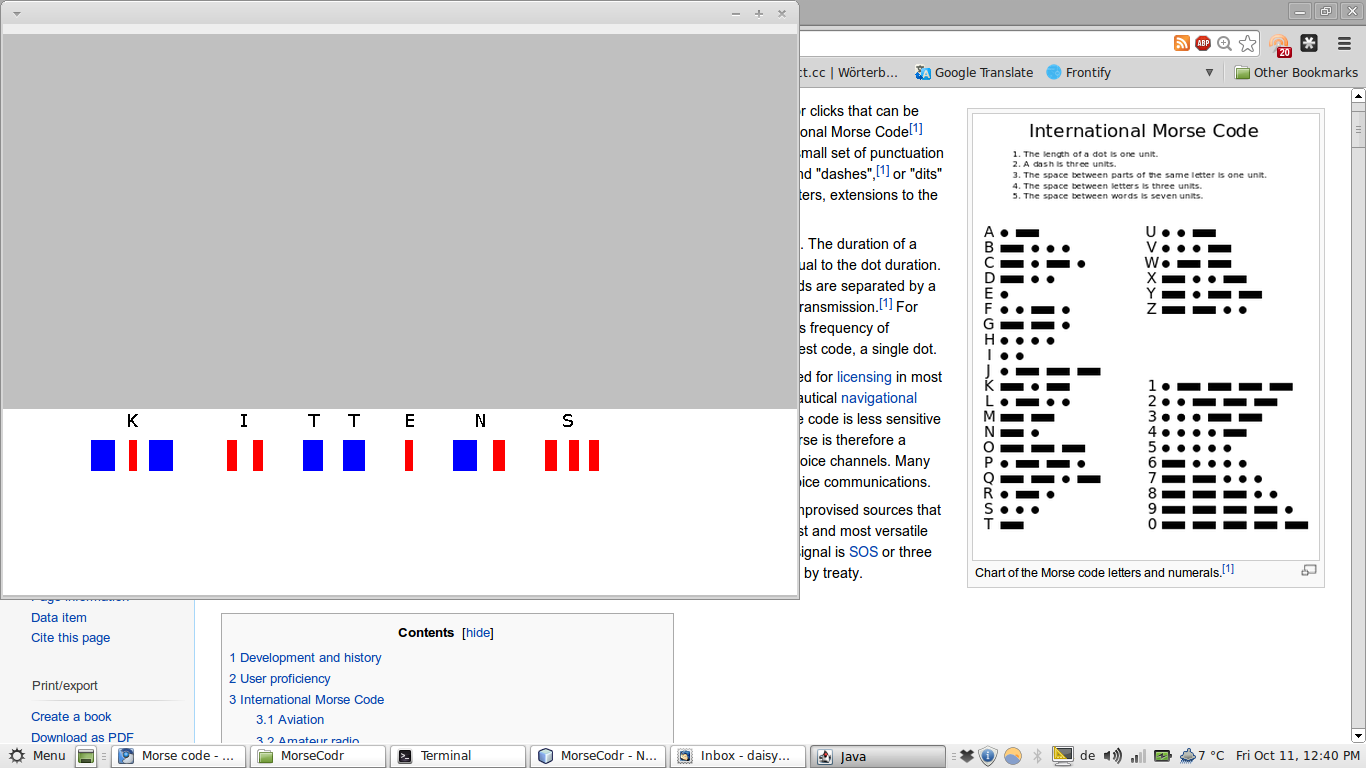 ct.cc | Wörterb... Google Translate Frontify Other Bookmarks
ABP
20
K I T T E N S
r clicks that can be
onal Morse Code[1]
small set of punctuation
nd "dashes",[1] or "dits"
ters, extensions to the
. The duration of a
ual to the dot duration.
ds are separated by a
ransmission.[1] For
s frequency of
est code, a single dot.
ed for licensing in most
autical navigational
e code is less sensitive
rse is therefore a
oice channels. Many
oice communications.
mprovised sources that
st and most versatile
signal is SOS or three
by treaty.
International Morse Code
1. The length of a dot is one unit.
2. A dash is three units.
3. The space between parts of the same letter is one unit.
4. The space between letters is three units.
5. The space between words is seven units.
A
B
C
D
E
F
G
H
I
J
K
L
M
N
O
P
Q
R
S
T
U
V
W
X
Y
Z
1
2
3
4
5
6
7
8
9
0
Chart of the Morse code letters and numerals.[1]
Page information
Data item
Cite this page
Print/export
Create a book
Download as PDF
Contents [hide]
1 Development and history
2 User proficiency
3 International Morse Code
3.1 Aviation
3.2 Amateur radio
Menu Morse code - ... MorseCodr Terminal MorseCodr - N... Inbox - daisy... Java de 7 °C Fri Oct 11, 12:40 PM